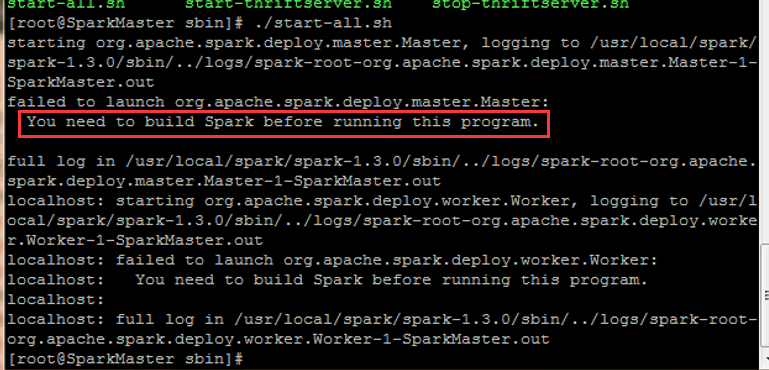 start-all.sh start-thriftserver.sh stop-thriftserver.sh
[root@SparkMaster sbin]# ./start-all.sh
starting org.apache.spark.deploy.master.Master, logging to /usr/local/spark/
spark-1.3.0/sbin/../logs/spark-root-org.apache.spark.deploy.master.Master-1-
SparkMaster.out
failed to launch org.apache.spark.deploy.master.Master:
  You need to build Spark before running this program.
full log in /usr/local/spark/spark-1.3.0/sbin/../logs/spark-root-org.apache.
spark.deploy.master.Master-1-SparkMaster.out
localhost: starting org.apache.spark.deploy.worker.Worker, logging to /usr/l
ocal/spark/spark-1.3.0/sbin/../logs/spark-root-org.apache.spark.deploy.worke
r.Worker-1-SparkMaster.out
localhost: failed to launch org.apache.spark.deploy.worker.Worker:
localhost:   You need to build Spark before running this program.
localhost:
localhost: full log in /usr/local/spark/spark-1.3.0/sbin/../logs/spark-root-
org.apache.spark.deploy.worker.Worker-1-SparkMaster.out
[root@SparkMaster sbin]#